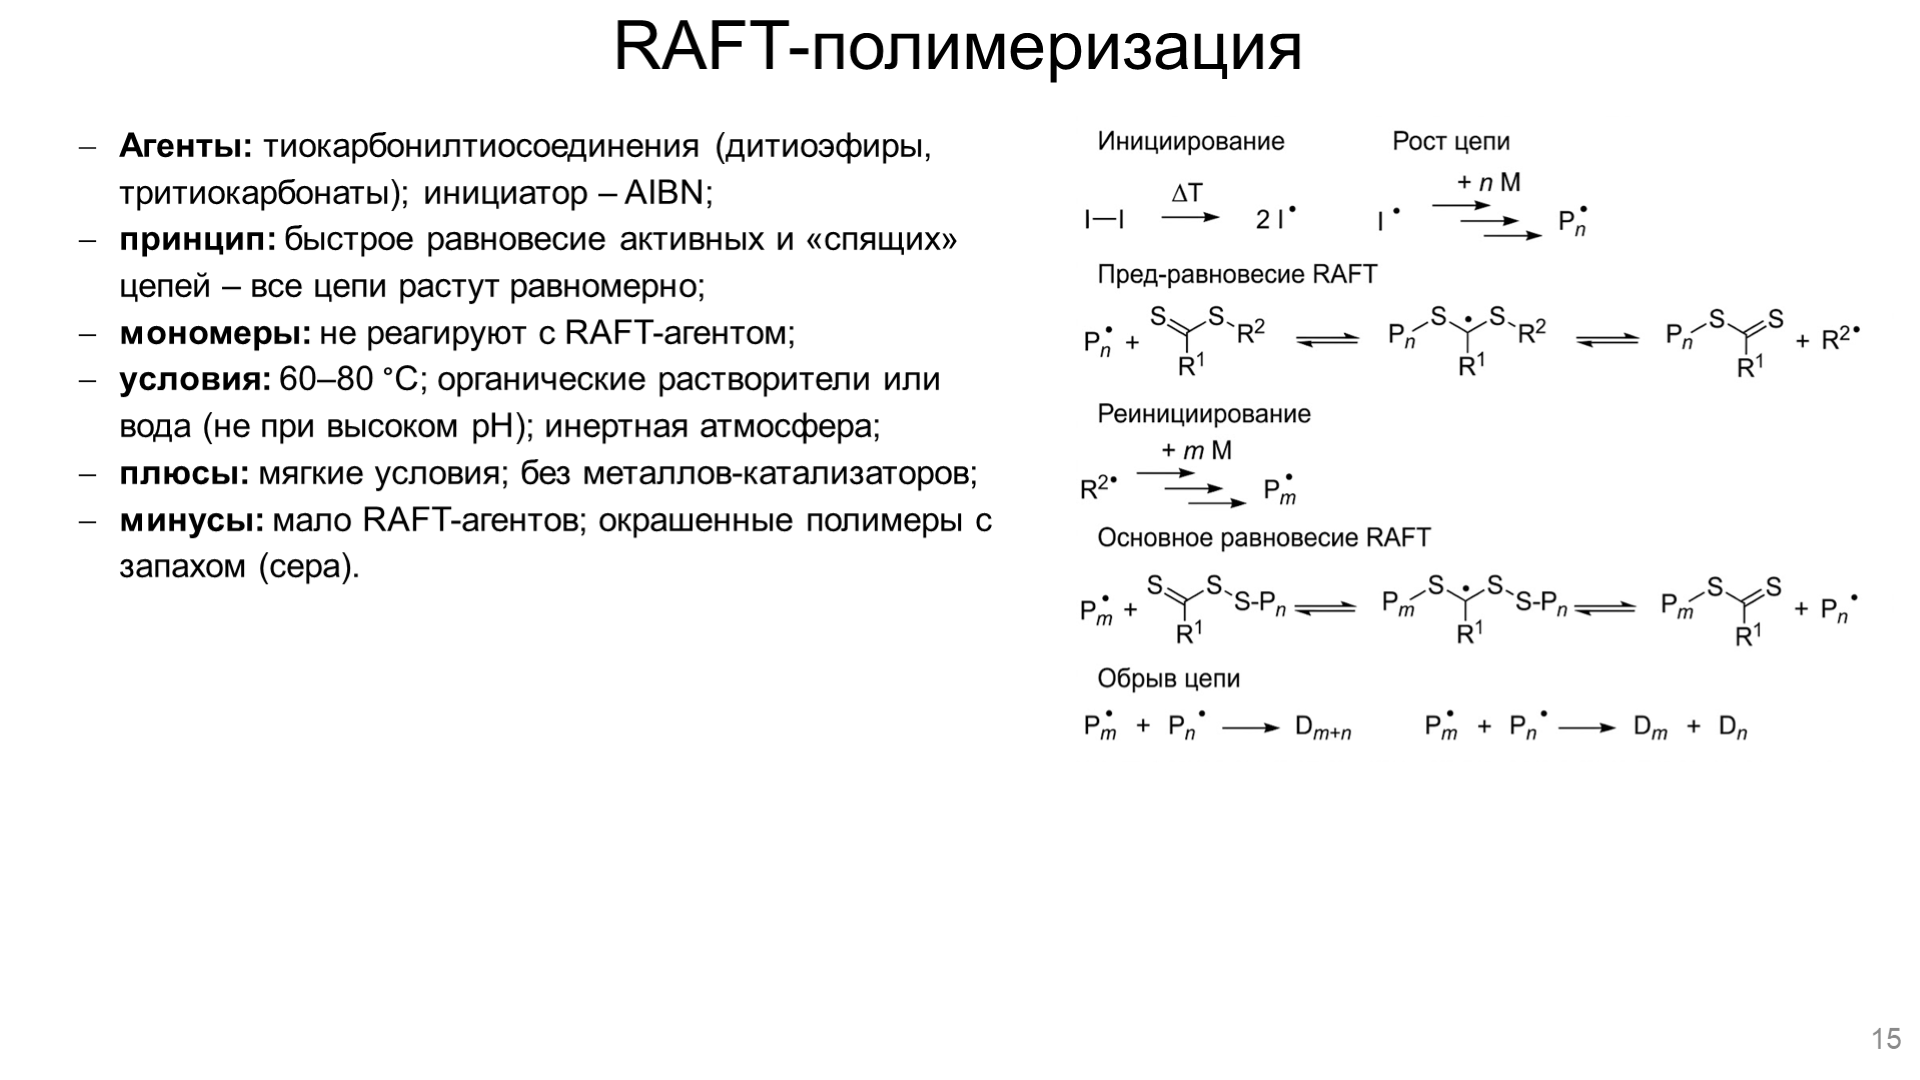 RAFT-полимеризация
– Агенты: тиокарбонилтиосоединения (дитиоэфиры,
тритиокарбонаты); инициатор – AIBN;
– принцип: быстрое равновесие активных и «спящих»
цепей – все цепи растут равномерно;
– мономеры: не реагируют с RAFT-агентом;
– условия: 60–80 °C; органические растворители или
вода (не при высоком pH); инертная атмосфера;
– плюсы: мягкие условия; без металлов-катализаторов;
– минусы: мало RAFT-агентов; окрашенные полимеры с
запахом (сера).
Инициирование Рост цепи
ΔT + n M
I—I 2 I• I• Pn•
Пред-равновесие RAFT
S S S S S S
Pn• + R2 Pn R2 Pn + R2•
R1 R1 R1
Реинициирование
+ m M
R2• Pm•
Основное равновесие RAFT
S S S S S S
Pm• + S-Pn Pm S-Pn Pm + Pn•
R1 R1 R1
Обрыв цепи
Pm• + Pn• → Dm+n Pm• + Pn• → Dm + Dn
15